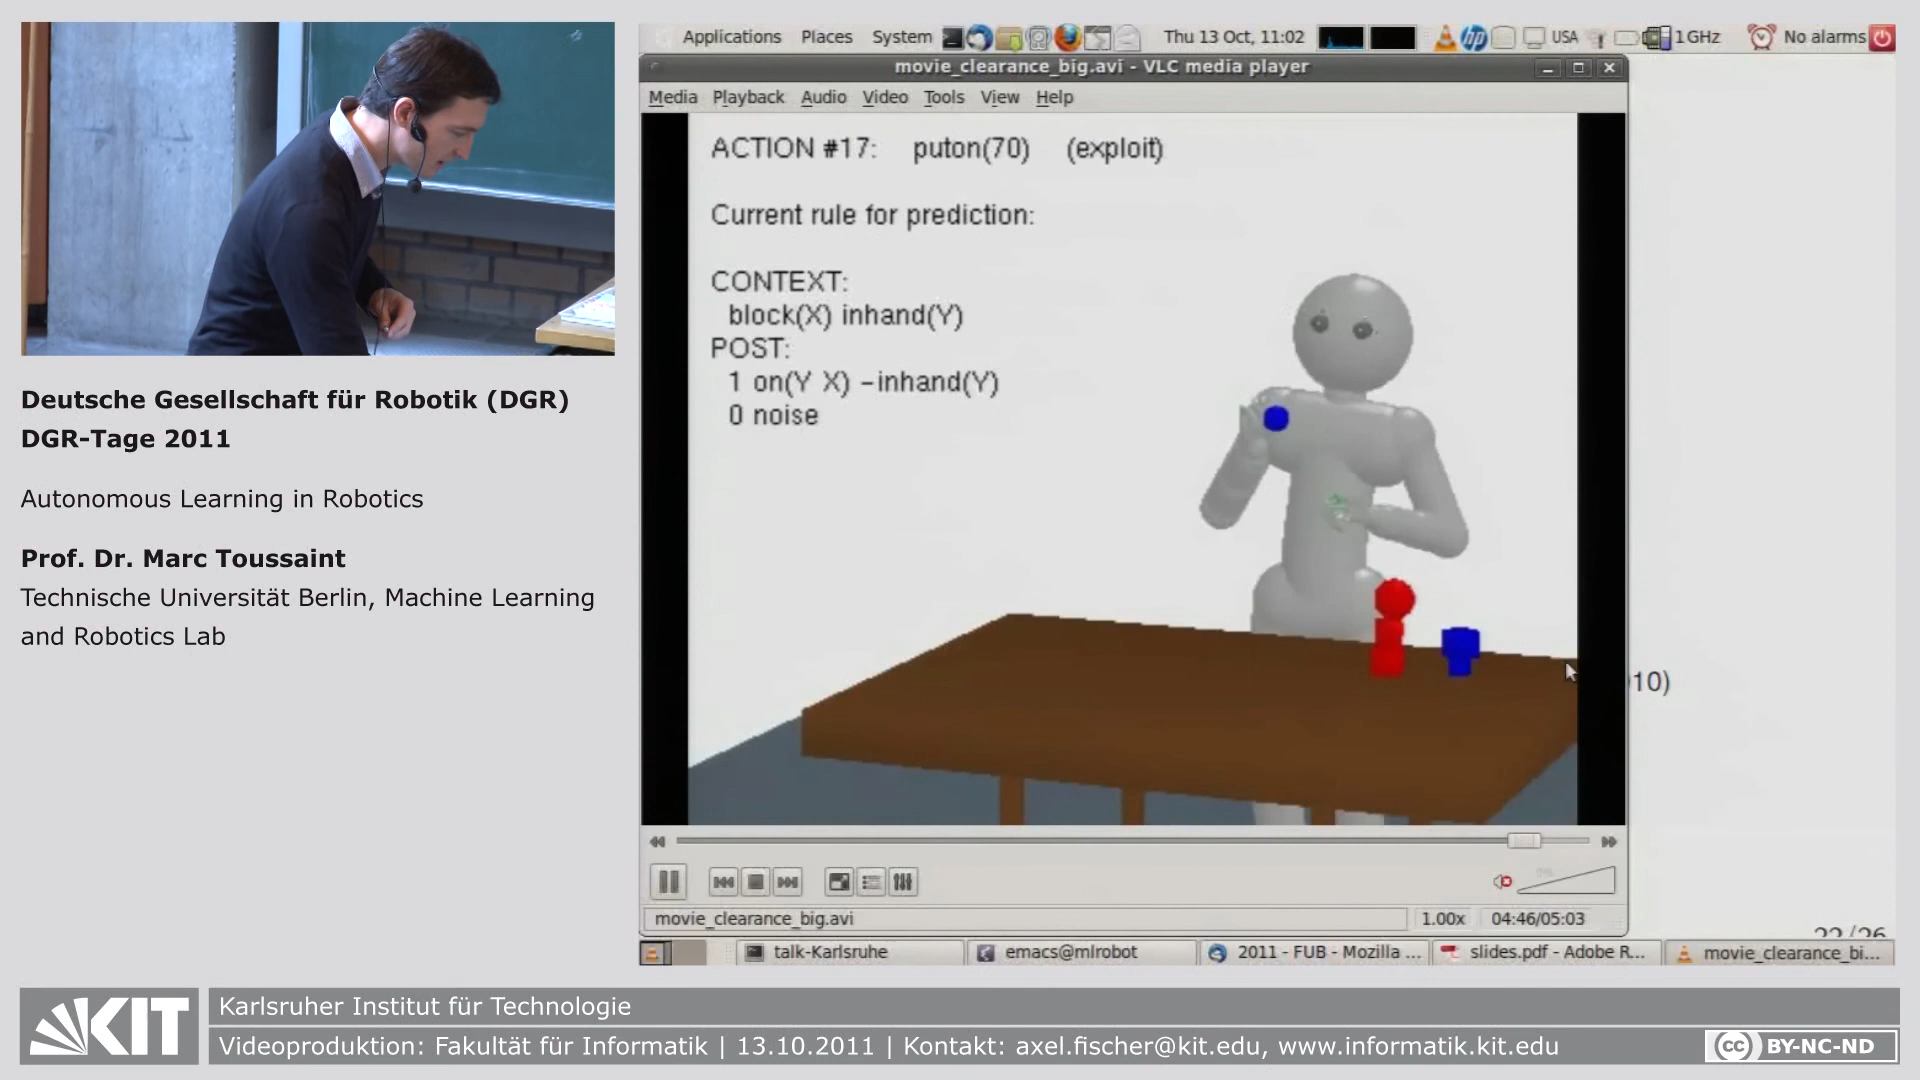 Applications Places System
Thu 13 Oct, 11:02
USA
1 GHz
No alarms
movie_clearance_big.avi - VLC media player
Media Playback Audio Video Tools View Help
ACTION #17: puton(70) (exploit)
Current rule for prediction:
CONTEXT:
block(X) inhand(Y)
POST:
1 on(Y X) -inhand(Y)
0 noise
10)
movie_clearance_big.avi
1.00x
04:46/05:03
22/26
talk-Karlsruhe
emacs@mlrobot
2011 - FUB - Mozilla ...
slides.pdf - Adobe R...
movie_clearance_bi...
Deutsche Gesellschaft für Robotik (DGR)
DGR-Tage 2011
Autonomous Learning in Robotics
Prof. Dr. Marc Toussaint
Technische Universität Berlin, Machine Learning
and Robotics Lab
KIT
Karlsruher Institut für Technologie
Videoproduktion: Fakultät für Informatik | 13.10.2011 | Kontakt: axel.fischer@kit.edu, www.informatik.kit.edu
cc BY-NC-ND